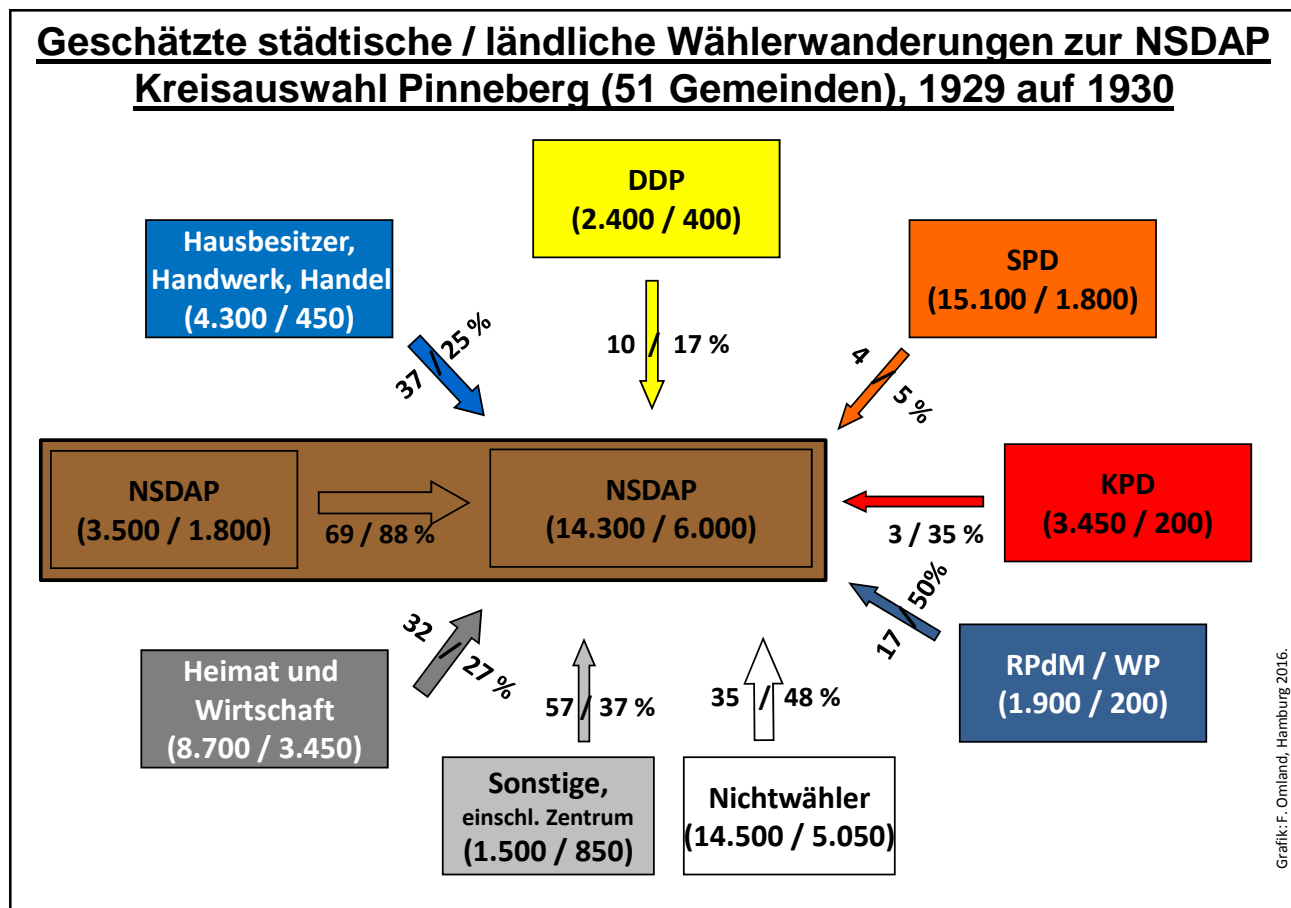 Geschätzte städtische / ländliche Wählerwanderungen zur NSDAP
Kreisauswahl Pinneberg (51 Gemeinden), 1929 auf 1930
DDP
(2.400 / 400)
Hausbesitzer,
Handwerk, Handel
(4.300 / 450)
SPD
(15.100 / 1.800)
37 / 25 %
10 / 17 %
4 / 5 %
NSDAP
(3.500 / 1.800)
69 / 88 %
NSDAP
(14.300 / 6.000)
KPD
(3.450 / 200)
3 / 35 %
32 / 27 %
57 / 37 %
35 / 48 %
17 / 50%
Heimat und
Wirtschaft
(8.700 / 3.450)
RPdM / WP
(1.900 / 200)
Sonstige,
einschl. Zentrum
(1.500 / 850)
Nichtwähler
(14.500 / 5.050)
Grafik: F. Omland, Hamburg 2016.